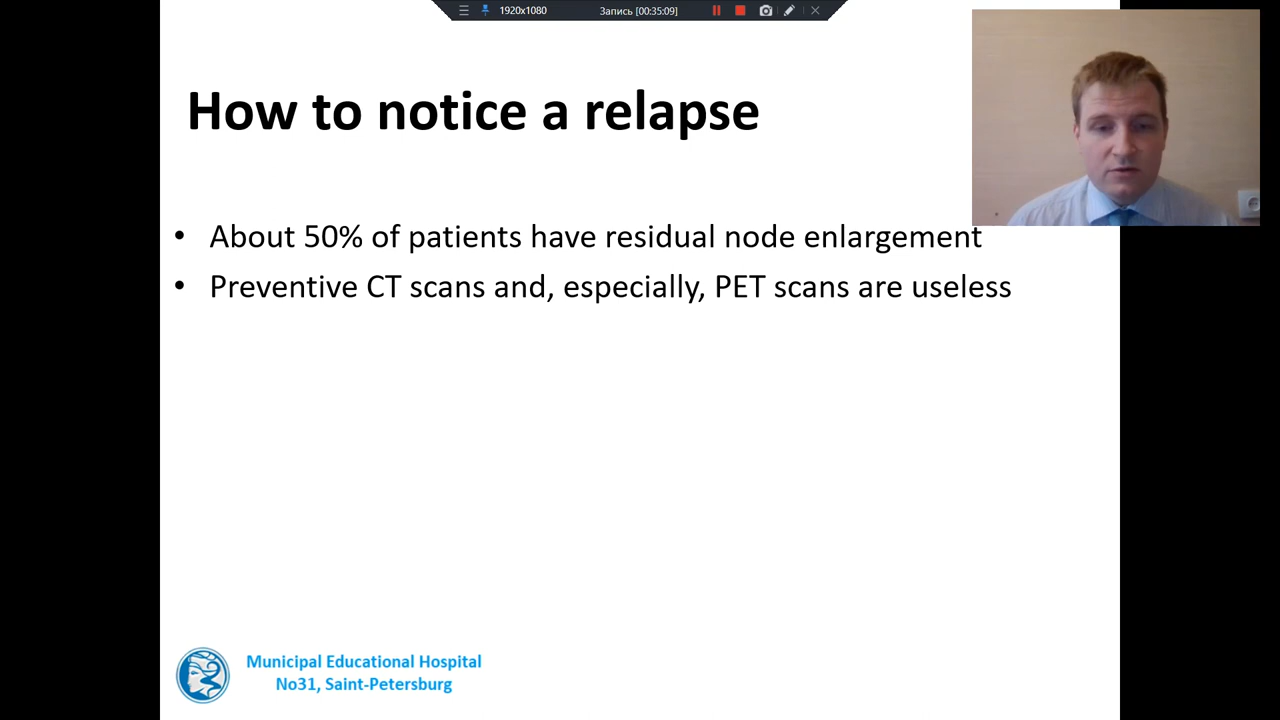 1920x1080
Запись [00:35:09]
How to notice a relapse
• About 50% of patients have residual node enlargement
• Preventive CT scans and, especially, PET scans are useless
Municipal Educational Hospital
No31, Saint-Petersburg